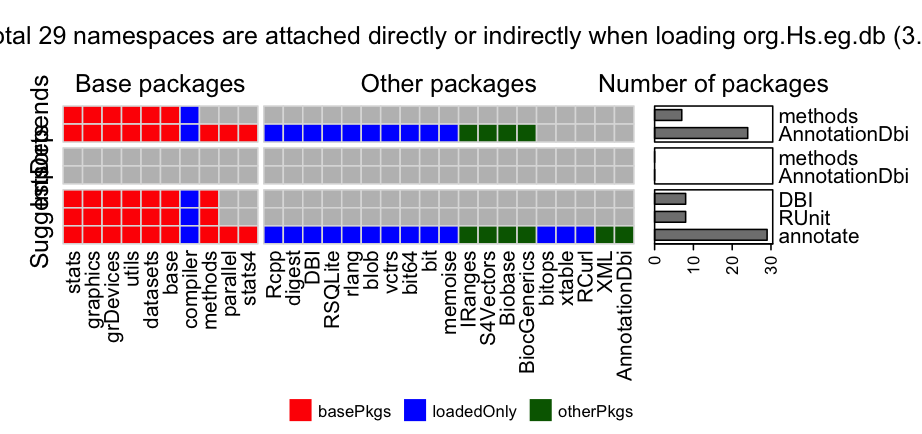 otal 29 namespaces are attached directly or indirectly when loading org.Hs.eg.db (3.
Base packages
Other packages
Number of packages
methods
AnnotationDbi
methods
AnnotationDbi
DBI
RUnit
annotate
Suggests
stats
graphics
grDevices
utils
datasets
base
compiler
methods
parallel
stats4
Rcpp
digest
DBI
RSQLite
rlang
blob
vctrs
bit64
bit
memoise
IRanges
S4Vectors
Biobase
BiocGenerics
bitops
xtable
RCurl
XML
AnnotationDbi
0
10
20
30
basePkgs
loadedOnly
otherPkgs